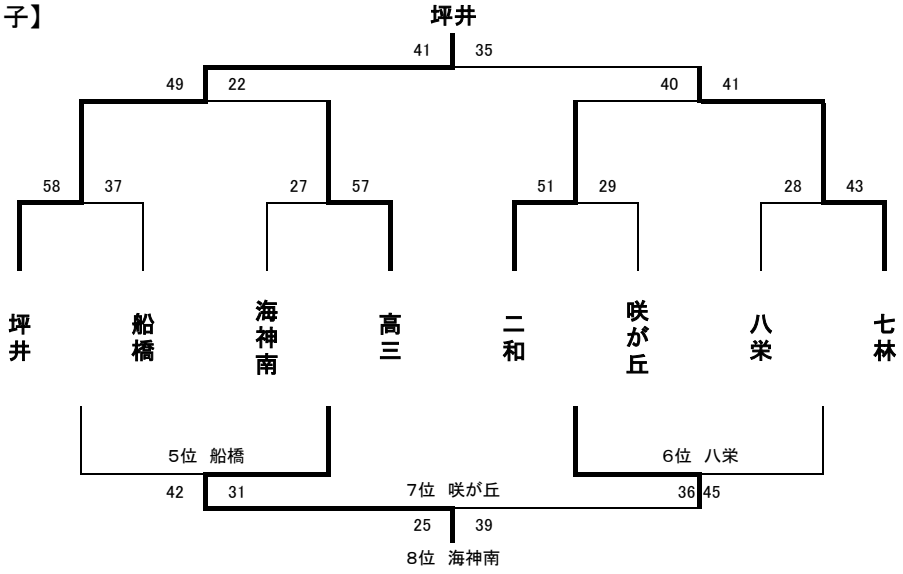 子】
坪井
41 35
49 22 40 41
58 37 27 57 51 29 28 43
坪井 船橋 海神南 高三 二和 咲が丘 八栄 七林
5位 船橋 6位 八栄
42 31 7位 咲が丘 36 45
25 39
8位 海神南